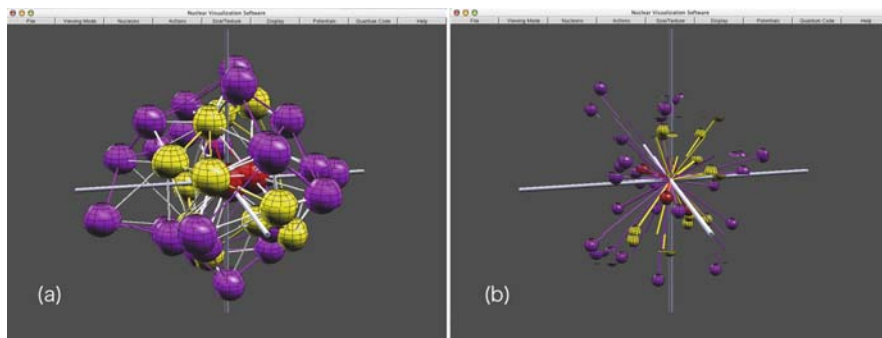 Nuclear Visualization Software
File Viewing Mode Nucleons Actions Size/Texture Display Potentials Quantum Code Help
(a)
Nuclear Visualization Software
File Viewing Mode Nucleons Actions Size/Texture Display Potentials Quantum Code Help
(b)